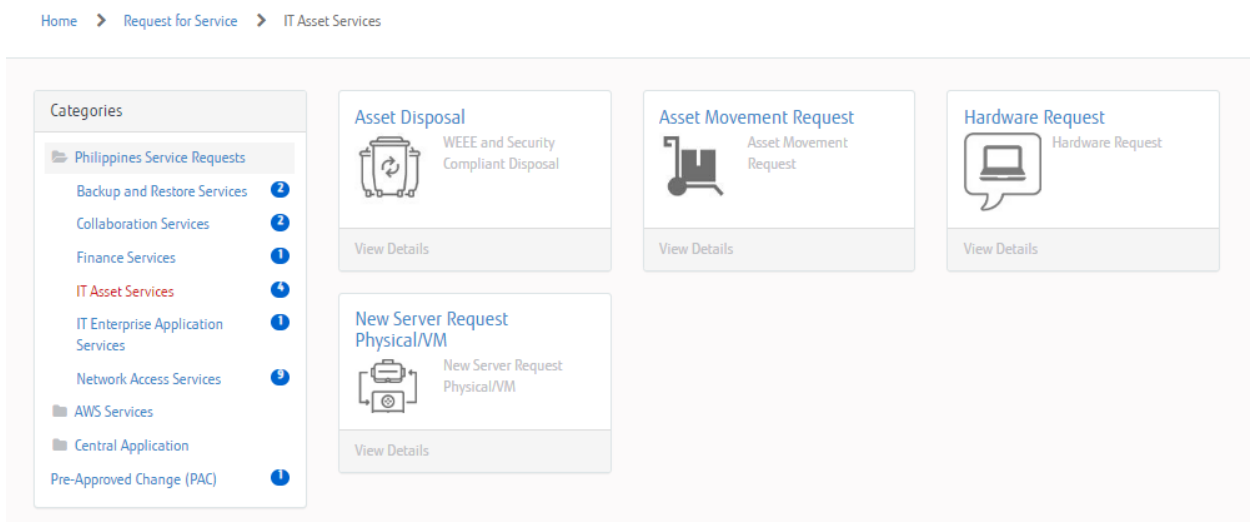 Home > Request for Service > IT Asset Services
Categories
Philippines Service Requests
Backup and Restore Services 2
Collaboration Services 2
Finance Services 1
IT Asset Services 4
IT Enterprise Application 1
Services
Network Access Services 9
AWS Services
Central Application
Pre-Approved Change (PAC) 1
Asset Disposal
WEEE and Security
Compliant Disposal
View Details
Asset Movement Request
Asset Movement
Request
View Details
Hardware Request
Hardware Request
View Details
New Server Request
Physical/VM
New Server Request
Physical/VM
View Details